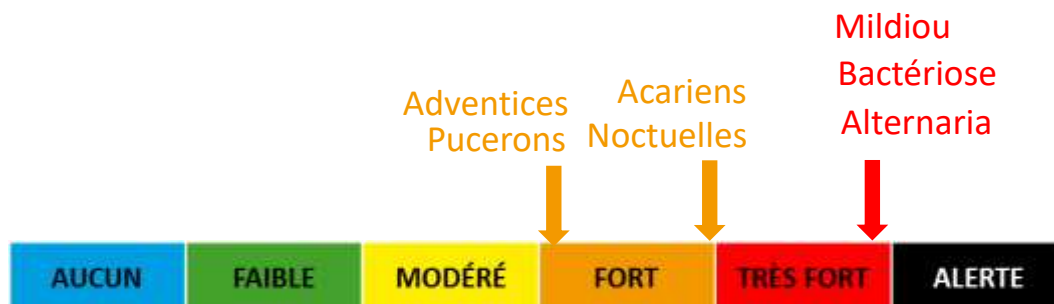 Mildiou
Bactériose
Alternaria
Adventices
Pucerons
Acariens
Noctuelles
AUCUN
FAIBLE
MODÉRÉ
FORT
TRÈS FORT
ALERTE